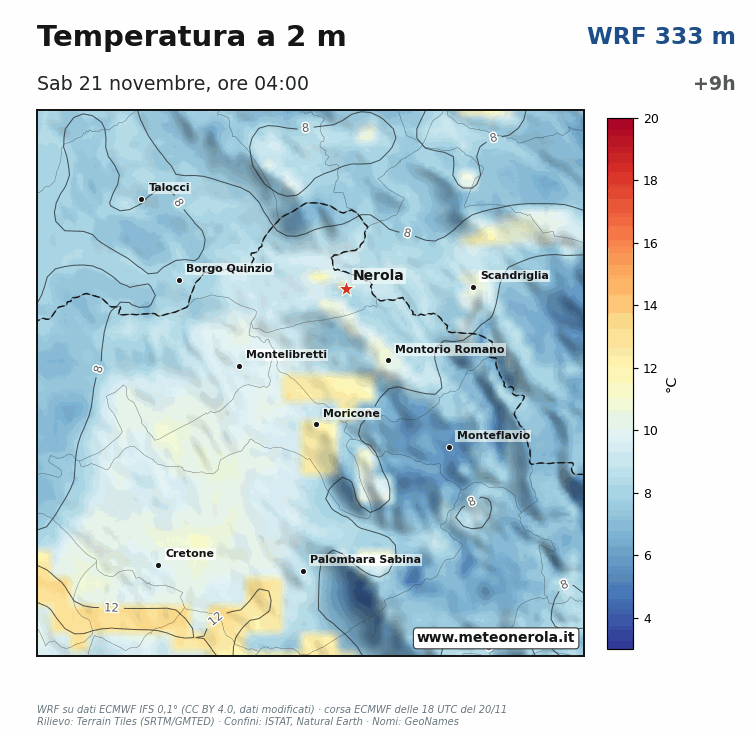 Temperatura a 2 m
WRF 333 m
Sab 21 novembre, ore 04:00
+9h
8
8
Talocci
8
8
Borgo Quinzio
Nerola
Scandriglia
Montelibretti
Montorio Romano
8
Moricone
Monteflavio
8
Cretone
Palombara Sabina
8
12
12
www.meteonerola.it
20
18
16
14
12
10
8
6
4
°C
WRF su dati ECMWF IFS 0,1° (CC BY 4.0, dati modificati) · corsa ECMWF delle 18 UTC del 20/11
Rilievo: Terrain Tiles (SRTM/GMTED) · Confini: ISTAT, Natural Earth · Nomi: GeoNames